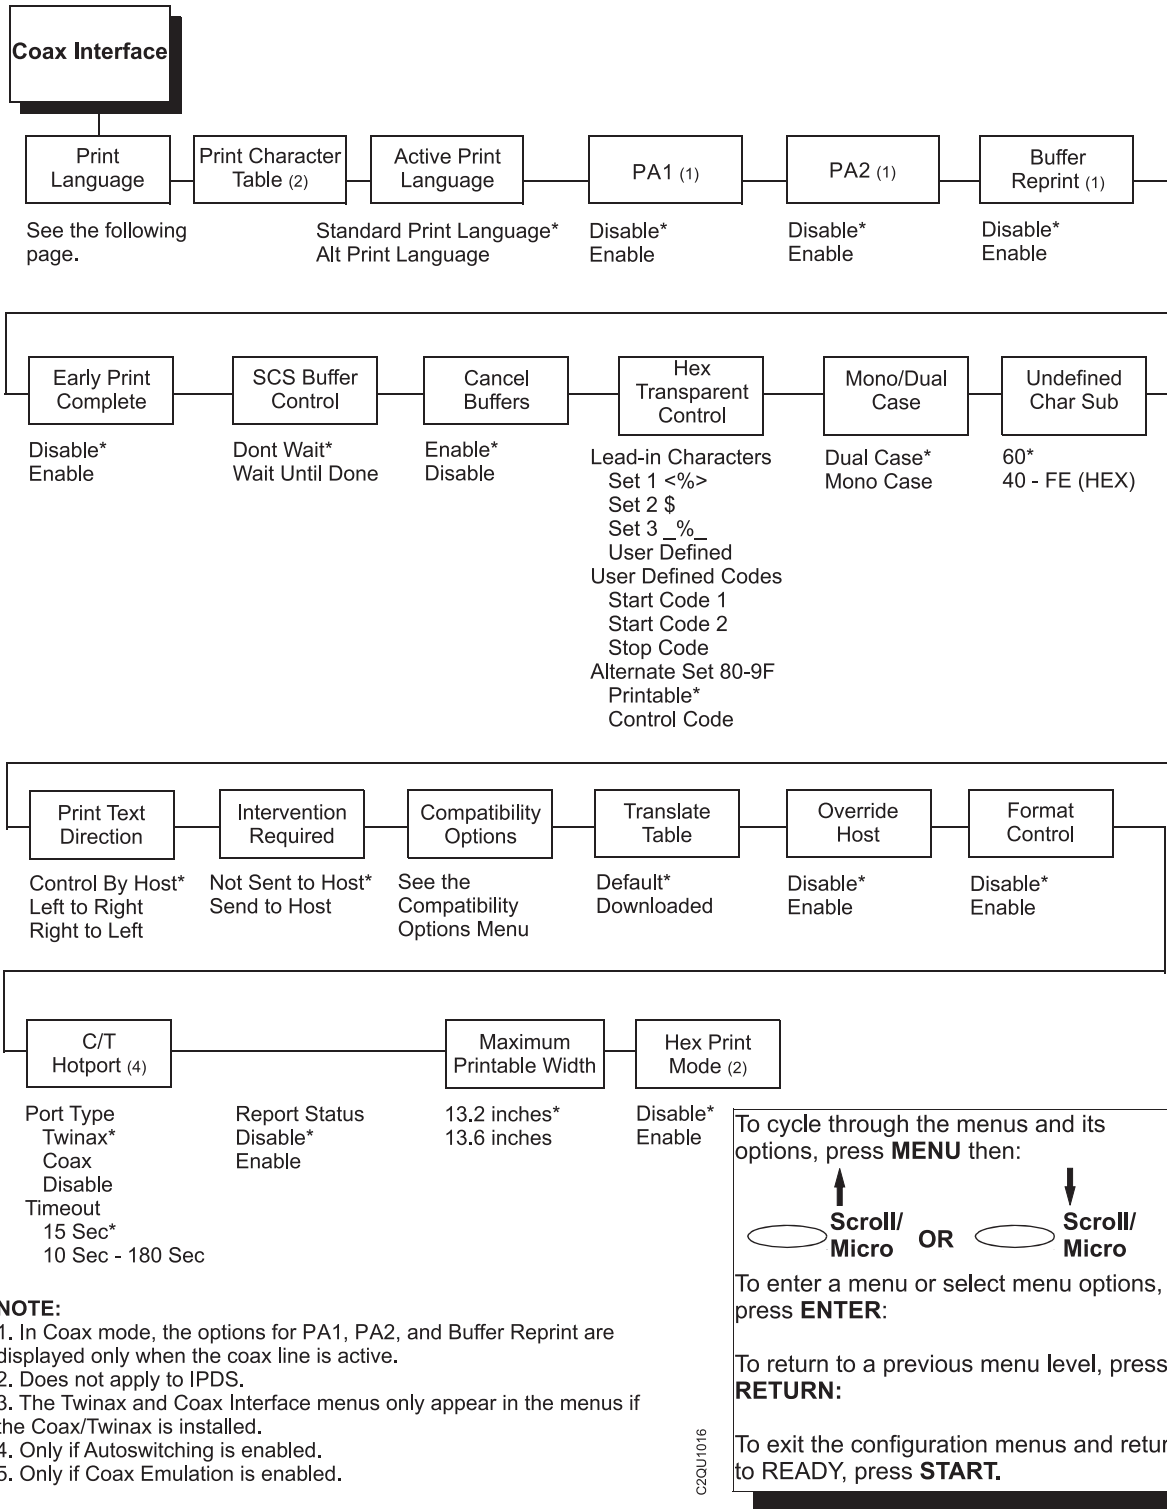 Coax Interface
Print
Language
Print Character
Table (2)
Active Print
Language
PA1 (1)
PA2 (1)
Buffer
Reprint (1)
See the following
page.
Standard Print Language*
Alt Print Language
Disable*
Enable
Disable*
Enable
Disable*
Enable
Early Print
Complete
SCS Buffer
Control
Cancel
Buffers
Hex
Transparent
Control
Mono/Dual
Case
Undefined
Char Sub
Disable*
Enable
Dont Wait*
Wait Until Done
Enable*
Disable
Lead-in Characters
Set 1 <%>
Set 2 $
Set 3 _%_
User Defined
User Defined Codes
Start Code 1
Start Code 2
Stop Code
Alternate Set 80-9F
Printable*
Control Code
Dual Case*
Mono Case
60*
40 - FE (HEX)
Print Text
Direction
Intervention
Required
Compatibility
Options
Translate
Table
Override
Host
Format
Control
Control By Host*
Left to Right
Right to Left
Not Sent to Host*
Send to Host
See the
Compatibility
Options Menu
Default*
Downloaded
Disable*
Enable
Disable*
Enable
C/T
Hotport (4)
Maximum
Printable Width
Hex Print
Mode (2)
Port Type
Twinax*
Coax
Disable
Timeout
15 Sec*
10 Sec - 180 Sec
Report Status
Disable*
Enable
13.2 inches*
13.6 inches
Disable*
Enable
NOTE:
1. In Coax mode, the options for PA1, PA2, and Buffer Reprint are
displayed only when the coax line is active.
2. Does not apply to IPDS.
3. The Twinax and Coax Interface menus only appear in the menus if
the Coax/Twinax is installed.
4. Only if Autoswitching is enabled.
5. Only if Coax Emulation is enabled.
C2QU1016
To cycle through the menus and its
options, press MENU then:
Scroll/
Micro
OR
Scroll/
Micro
To enter a menu or select menu options,
press ENTER:
To return to a previous menu level, press
RETURN:
To exit the configuration menus and retur
to READY, press START.